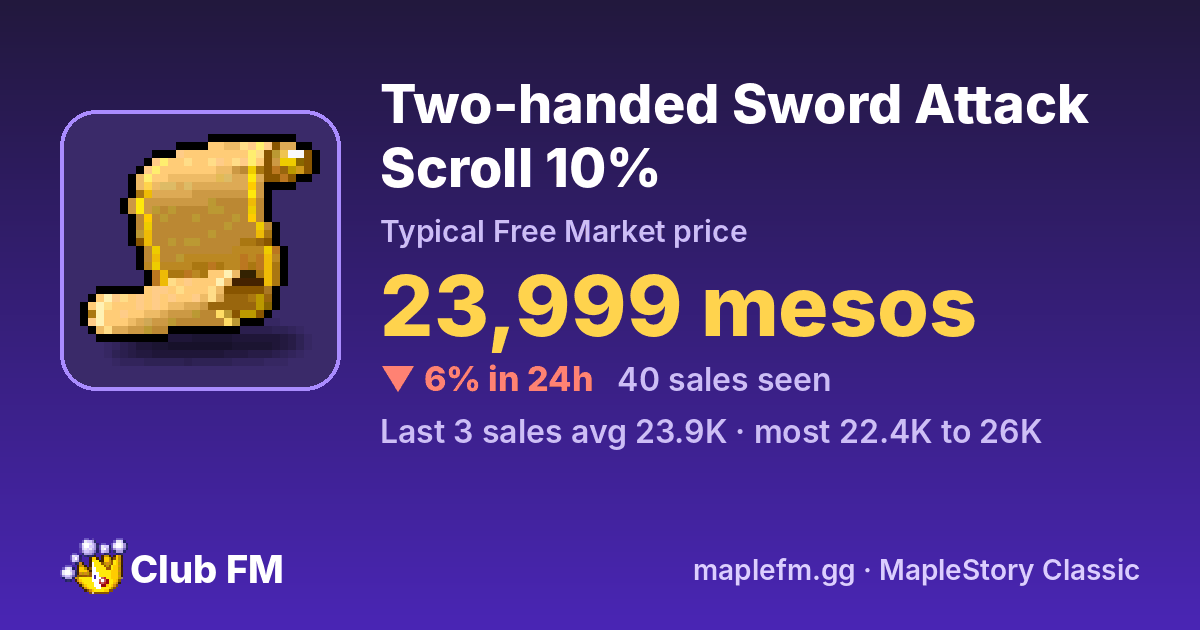 Two-handed Sword Attack
Scroll 10%
Typical Free Market price
23,999 mesos
▼ 6% in 24h 40 sales seen
Last 3 sales avg 23.9K · most 22.4K to 26K
Club FM
maplefm.gg · MapleStory Classic